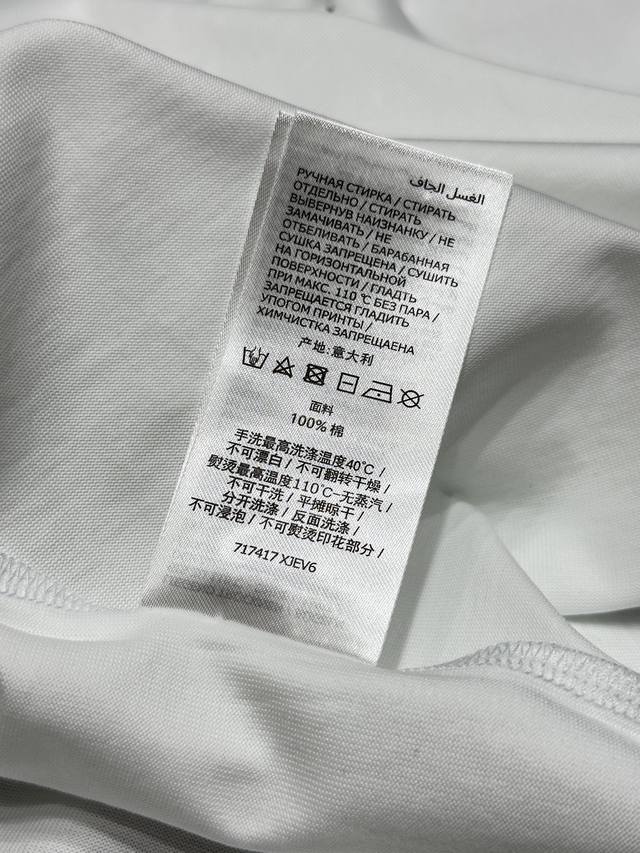 الغسل الجاف
РУЧНАЯ СТИРКА / СТИРАТЬ
ОТДЕЛЬНО / СТИРАТЬ
ВЫВЕРНУВ НАИЗНАНКУ / НЕ
ЗАМАЧИВАТЬ / НЕ
ОТБЕЛИВАТЬ / БАРАБАННАЯ
СУШКА ЗАПРЕЩЕНА / СУШИТЬ
НА ГОРИЗОНТАЛЬНОЙ
ПОВЕРХНОСТИ / ГЛАДТЬ
ПРИ МАКС. 110 °C БЕЗ ПАРА /
ЗАПРЕЩАЕТСЯ ГЛАДИТЬ
УПОГОМ ПРИНТЫ /
ХИМЧИСТКА ЗАПРЕЩАЕНА
产地:意大利
面料
100% 棉
手洗最高洗涤温度40℃ /
不可漂白 / 不可翻转干燥 /
熨烫最高温度110℃-无蒸汽 /
不可干洗 / 平摊晾干 /
分开洗涤 / 反面洗涤 /
不可浸泡 / 不可熨烫印花部分 /
717417 XJEV6